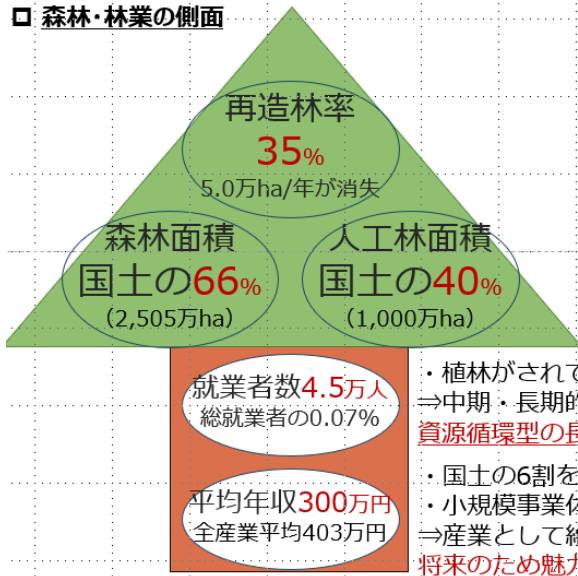 森林・林業の側面
再造林率
35%
5.0万ha/年が消失
森林面積
国土の66%
（2,505万ha）
人工林面積
国土の40%
（1,000万ha）
就業者数4.5万人
総就業者の0.07%
平均年収300万円
全産業平均403万円
・植林がされて
⇒中期・長期的
資源循環型の長
・国土の6割を
・小規模事業体
⇒産業として
将来のため魅力